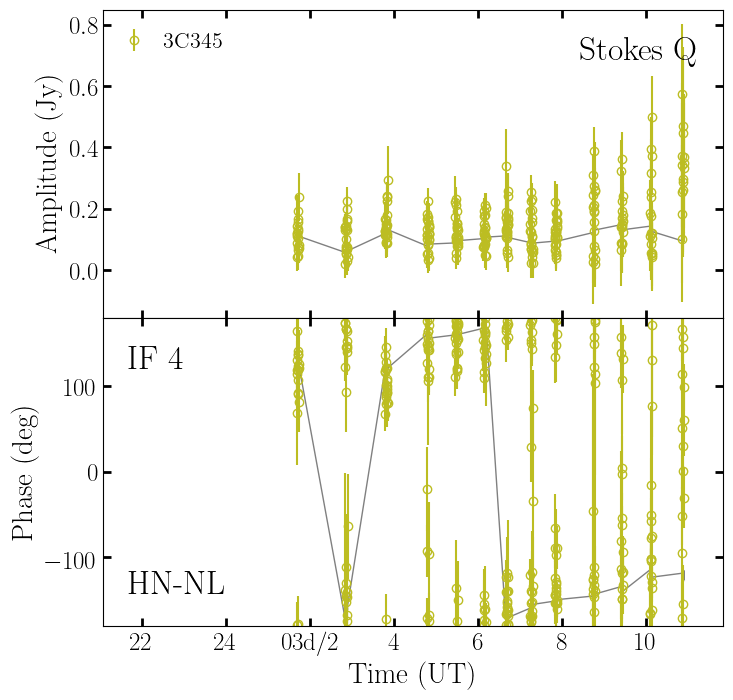 0.8
3C345
Stokes Q
0.6
0.4
0.2
0.0
Amplitude (Jy)
IF 4
100
0
−100
Phase (deg)
HN-NL
22
24
03d/2
4
6
8
10
Time (UT)